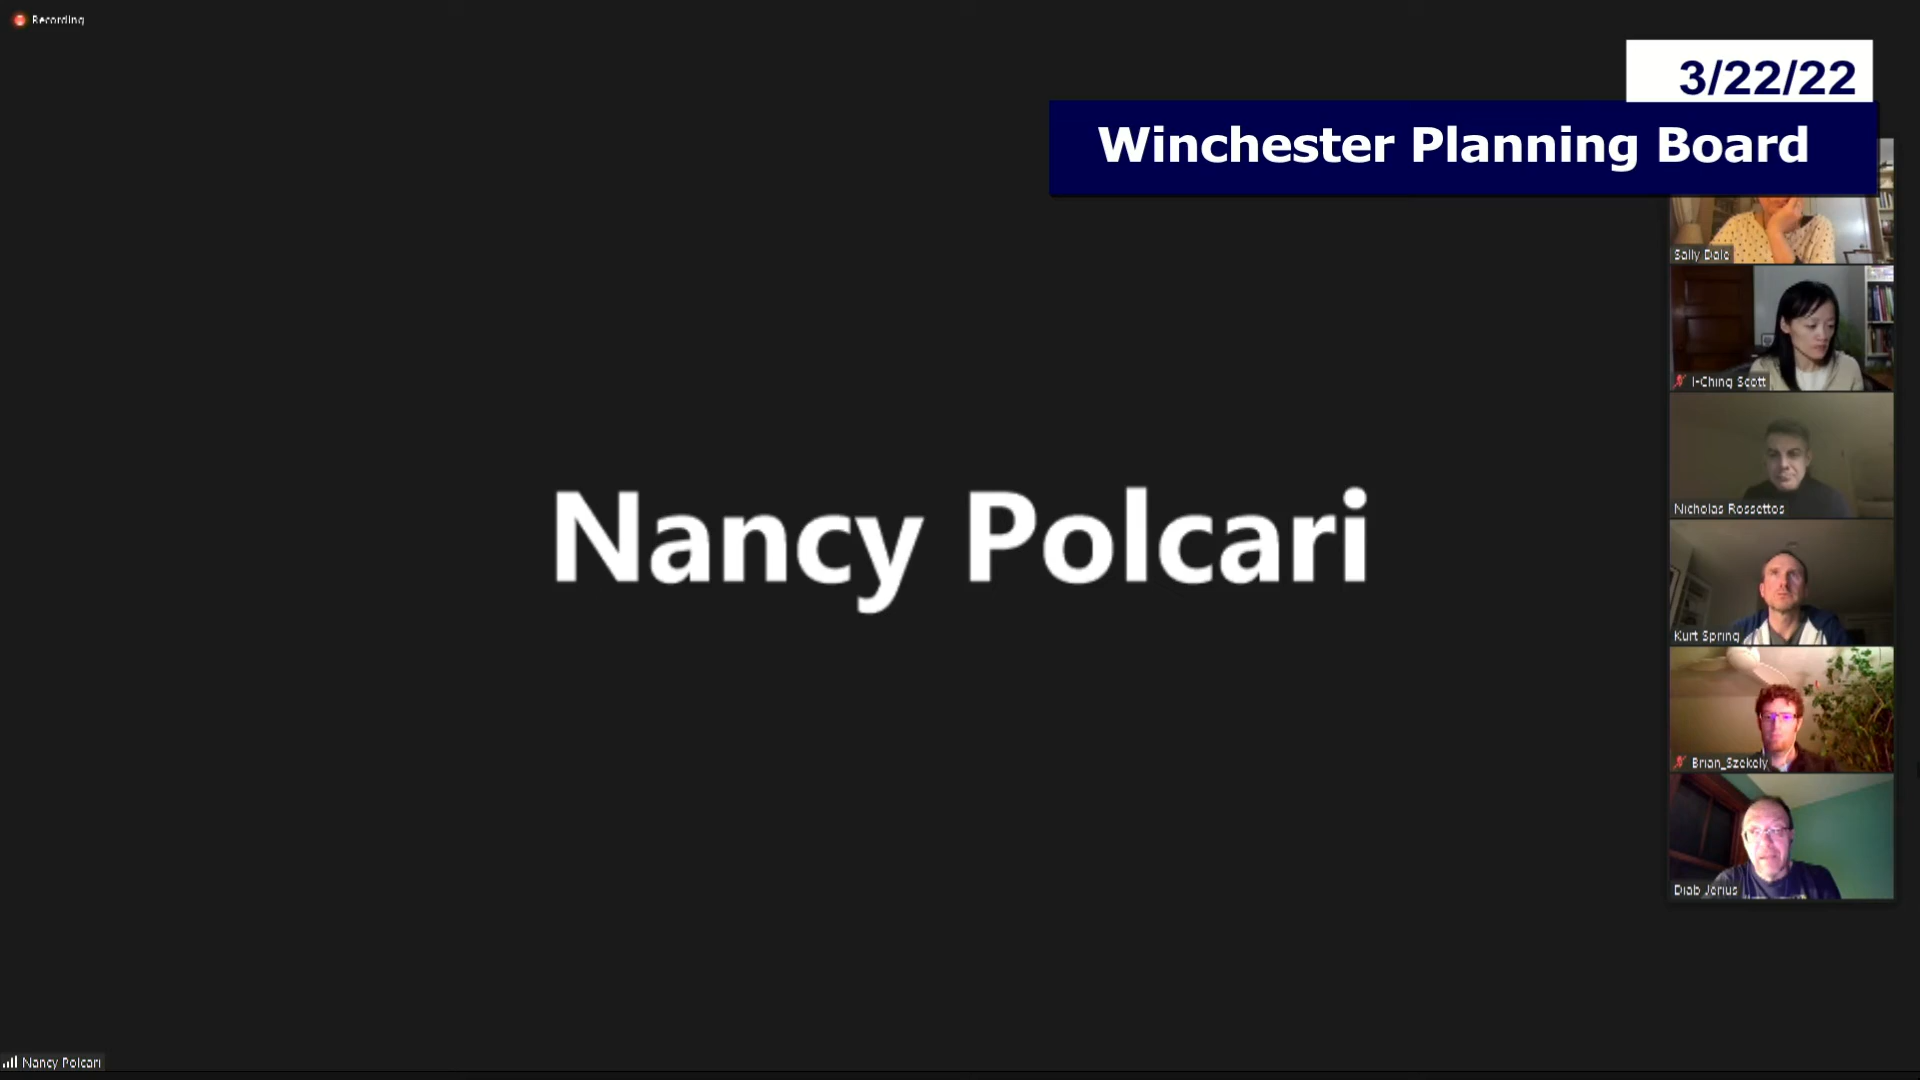 Recording
3/22/22
Winchester Planning Board
Sally Dale
I-Ching Scott
Nicholas Rossettos
Nancy Polcari
Kurt Spring
Brian_Szekely
Diab Jerius
Nancy Polcari